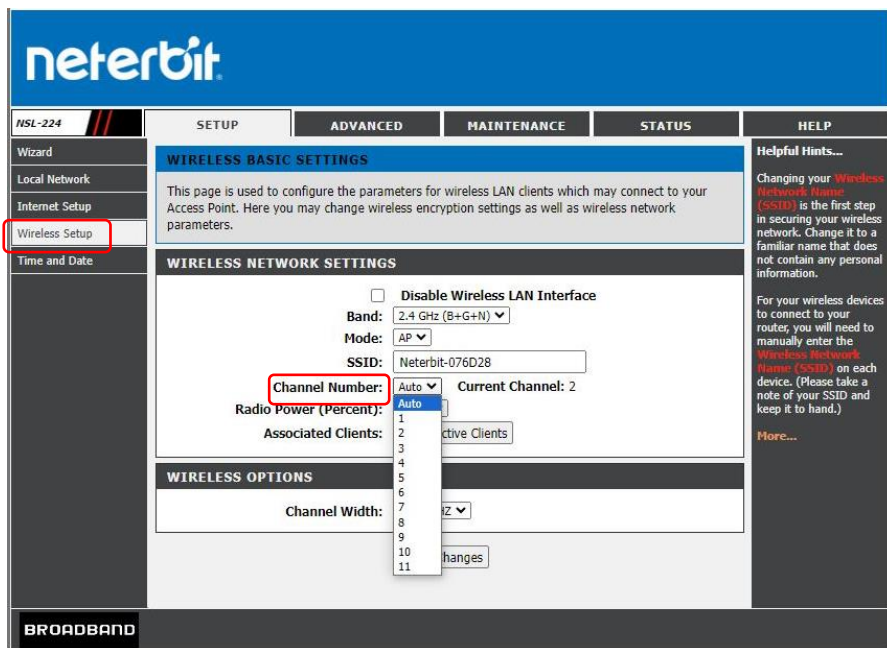 neterbit
NSL-224
SETUP
ADVANCED
MAINTENANCE
STATUS
HELP
Wizard
Local Network
Internet Setup
Wireless Setup
Time and Date
WIRELESS BASIC SETTINGS
This page is used to configure the parameters for wireless LAN clients which may connect to your
Access Point. Here you may change wireless encryption settings as well as wireless network
parameters.
WIRELESS NETWORK SETTINGS
Disable Wireless LAN Interface
Band: 2.4 GHz (B+G+N)
Mode: AP
SSID: Neterbit-076D28
Channel Number: Auto Current Channel: 2
Radio Power (Percent):
Associated Clients: ctive Clients
Auto
1
2
3
4
5
6
7
8
9
10
11
WIRELESS OPTIONS
Channel Width: HZ
hanges
Helpful Hints...
Changing your Wireless
Network Name
(SSID) is the first step
in securing your wireless
network. Change it to a
familiar name that does
not contain any personal
information.
For your wireless devices
to connect to your
router, you will need to
manually enter the
Wireless Network
Name (SSID) on each
device. (Please take a
note of your SSID and
keep it to hand.)
More...
BROADBAND